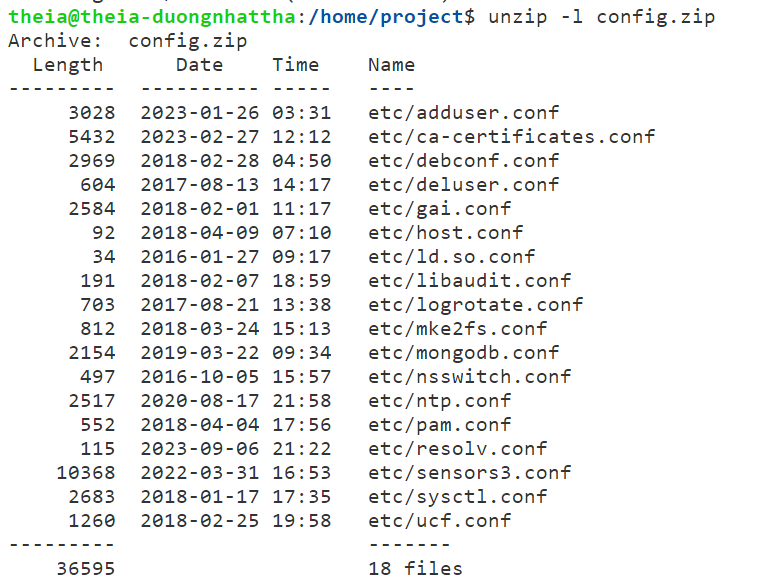 theia@theia-duongnhattha:/home/project$ unzip -l config.zip
Archive:  config.zip
  Length      Date    Time    Name
---------  ---------- -----   ----
     3028  2023-01-26 03:31   etc/adduser.conf
     5432  2023-02-27 12:12   etc/ca-certificates.conf
     2969  2018-02-28 04:50   etc/debconf.conf
      604  2017-08-13 14:17   etc/deluser.conf
     2584  2018-02-01 11:17   etc/gai.conf
       92  2018-04-09 07:10   etc/host.conf
       34  2016-01-27 09:17   etc/ld.so.conf
      191  2018-02-07 18:59   etc/libaudit.conf
      703  2017-08-21 13:38   etc/logrotate.conf
      812  2018-03-24 15:13   etc/mke2fs.conf
     2154  2019-03-22 09:34   etc/mongodb.conf
      497  2016-10-05 15:57   etc/nsswitch.conf
     2517  2020-08-17 21:58   etc/ntp.conf
      552  2018-04-04 17:56   etc/pam.conf
      115  2023-09-06 21:22   etc/resolv.conf
    10368  2022-03-31 16:53   etc/sensors3.conf
     2683  2018-01-17 17:35   etc/sysctl.conf
     1260  2018-02-25 19:58   etc/ucf.conf
---------                     -------
    36595                     18 files